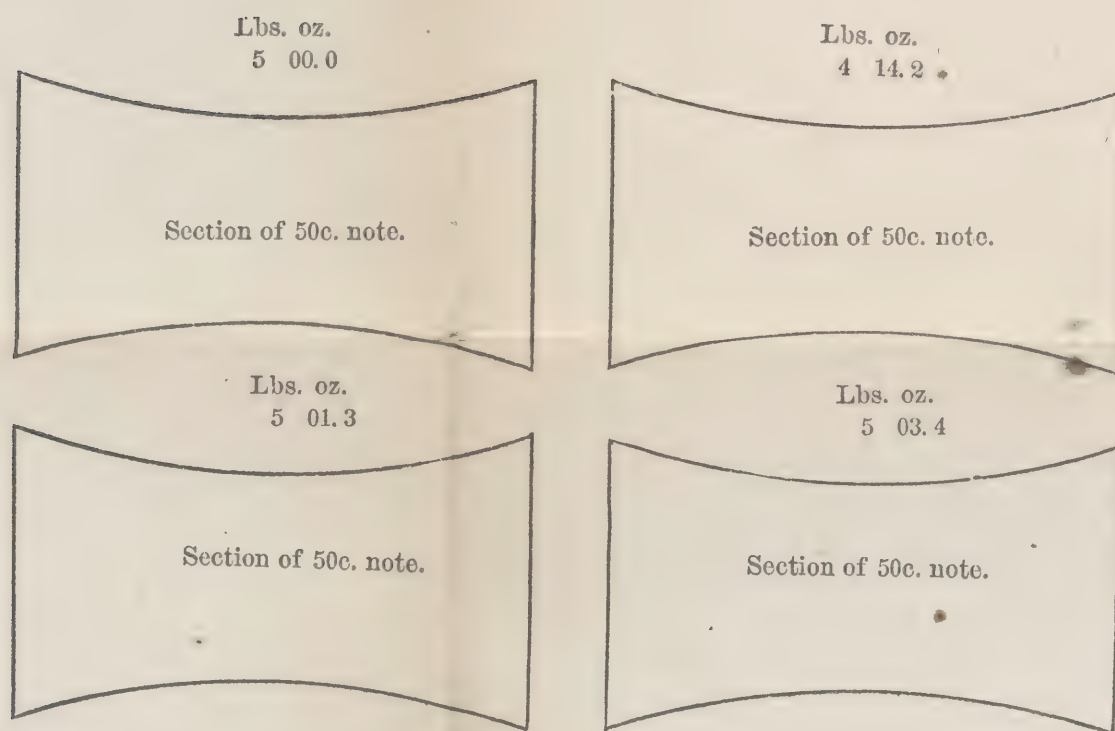 Lbs. oz.
5 00.0
Lbs. oz.
4 14.2
Section of 50c. note.
Section of 50c. note.
Lbs. oz.
5 01.3
Lbs. oz.
5 03.4
Section of 50c. note.
Section of 50c. note.